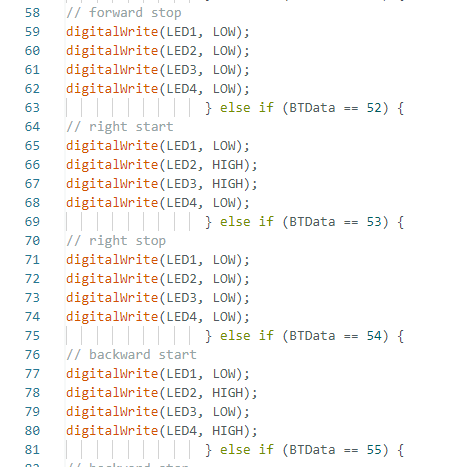 58 // forward stop
59 digitalWrite(LED1, LOW);
60 digitalWrite(LED2, LOW);
61 digitalWrite(LED3, LOW);
62 digitalWrite(LED4, LOW);
63 } else if (BTData == 52) {
64 // right start
65 digitalWrite(LED1, LOW);
66 digitalWrite(LED2, HIGH);
67 digitalWrite(LED3, HIGH);
68 digitalWrite(LED4, LOW);
69 } else if (BTData == 53) {
70 // right stop
71 digitalWrite(LED1, LOW);
72 digitalWrite(LED2, LOW);
73 digitalWrite(LED3, LOW);
74 digitalWrite(LED4, LOW);
75 } else if (BTData == 54) {
76 // backward start
77 digitalWrite(LED1, LOW);
78 digitalWrite(LED2, HIGH);
79 digitalWrite(LED3, LOW);
80 digitalWrite(LED4, HIGH);
81 } else if (BTData == 55) {